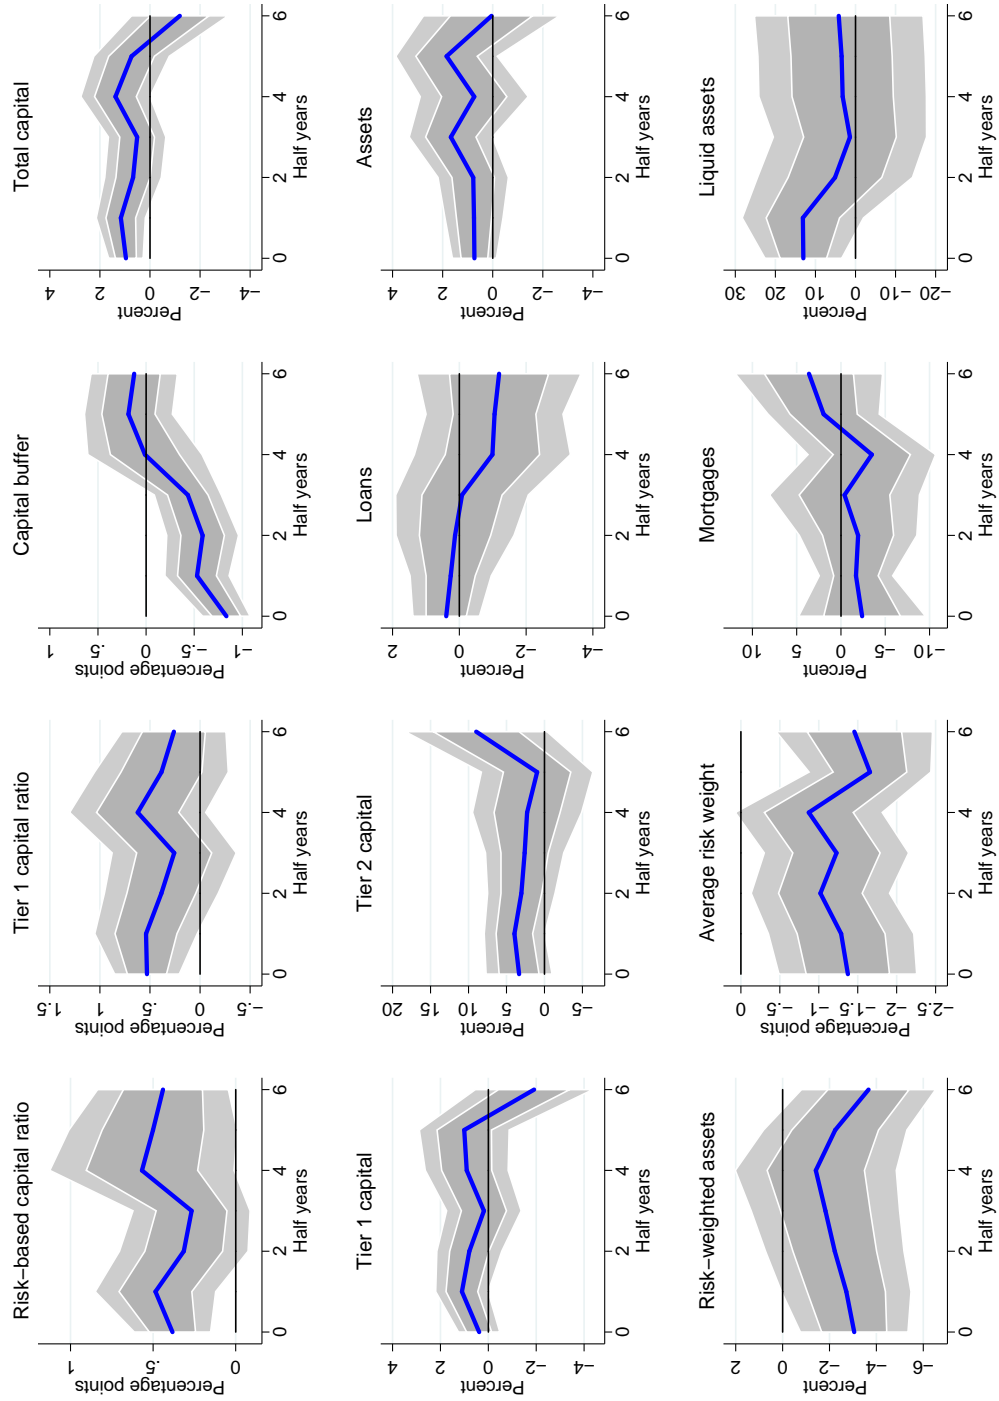 Risk−based capital ratio
Percentage points
1
.5
0
0 2 4 6
Half years
Tier 1 capital ratio
Percentage points
1.5
1
.5
0
−.5
0 2 4 6
Half years
Capital buffer
Percentage points
1
.5
0
−.5
−1
0 2 4 6
Half years
Total capital
Percent
4
2
0
−2
−4
0 2 4 6
Half years
Tier 1 capital
Percent
4
2
0
−2
−4
0 2 4 6
Half years
Tier 2 capital
Percent
20
15
10
5
0
−5
0 2 4 6
Half years
Loans
Percent
2
0
−2
−4
0 2 4 6
Half years
Assets
Percent
4
2
0
−2
−4
0 2 4 6
Half years
Risk−weighted assets
Percent
2
0
−2
−4
−6
0 2 4 6
Half years
Average risk weight
Percentage points
0
−.5
−1
−1.5
−2
−2.5
0 2 4 6
Half years
Mortgages
Percent
10
5
0
−5
−10
0 2 4 6
Half years
Liquid assets
Percent
30
20
10
0
−10
−20
0 2 4 6
Half years